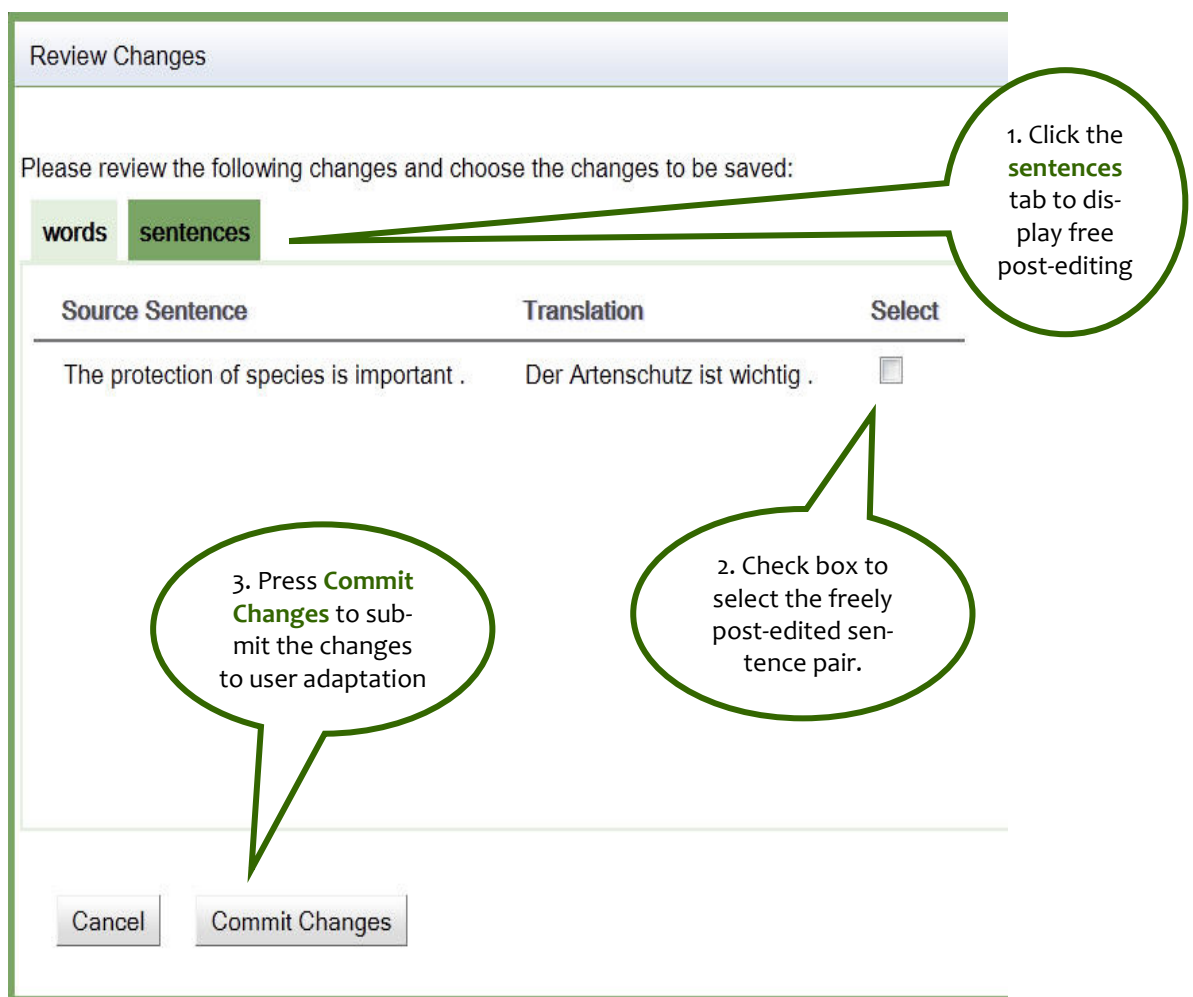 Review Changes
Please review the following changes and choose the changes to be saved:
words sentences
Source Sentence Translation Select
The protection of species is important . Der Artenschutz ist wichtig .
1. Click the
sentences
tab to dis-
play free
post-editing
2. Check box to
select the freely
post-edited sen-
tence pair.
3. Press Commit
Changes to sub-
mit the changes
to user adaptation
Cancel Commit Changes